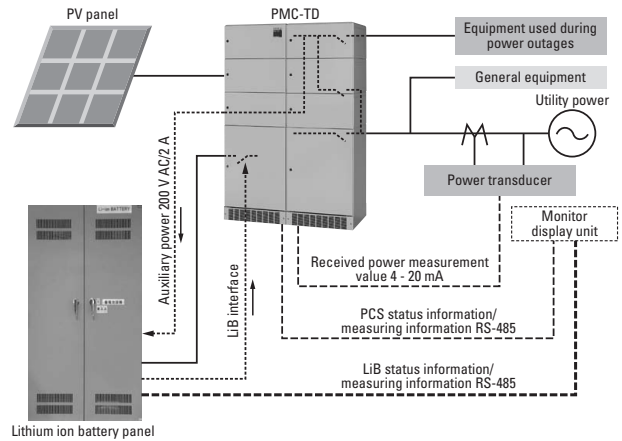 PV panel
PMC-TD
Equipment used during
power outages
General equipment
Utility power
Power transducer
Monitor
display unit
Auxiliary power 200 V AC/2 A
LiB interface
Received power measurement
value 4 - 20 mA
PCS status information/
measuring information RS-485
LiB status information/
measuring information RS-485
Lithium ion battery panel